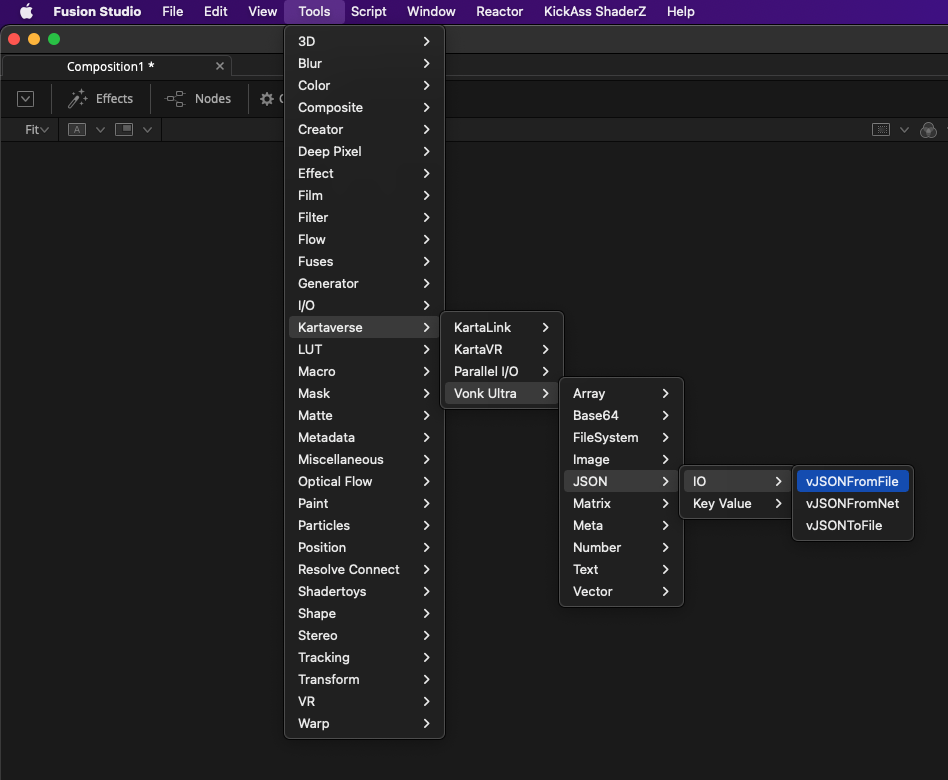 Fusion Studio File Edit View Tools Script Window Reactor KickAss ShaderZ Help
Composition1 *
Effects Nodes
Fit A
3D
Blur
Color
Composite
Creator
Deep Pixel
Effect
Film
Filter
Flow
Fuses
Generator
I/O
Kartaverse
LUT
Macro
Mask
Matte
Metadata
Miscellaneous
Optical Flow
Paint
Particles
Position
Resolve Connect
Shadertoys
Shape
Stereo
Tracking
Transform
VR
Warp
KartaLink
KartaVR
Parallel I/O
Vonk Ultra
Array
Base64
FileSystem
Image
JSON
Matrix
Meta
Number
Text
Vector
IO
Key Value
vJSONFromFile
vJSONFromNet
vJSONToFile